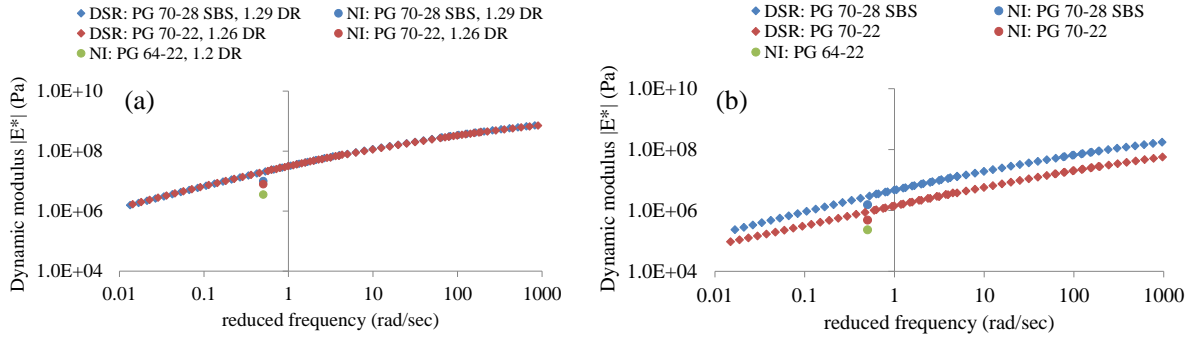 DSR: PG 70-28 SBS, 1.29 DR
NI: PG 70-28 SBS, 1.29 DR
DSR: PG 70-22, 1.26 DR
NI: PG 70-22, 1.26 DR
NI: PG 64-22, 1.2 DR
(a)
Dynamic modulus |E*| (Pa)
1.0E+10
1.0E+08
1.0E+06
1.0E+04
0.01 0.1 1 10 100 1000
reduced frequency (rad/sec)
DSR: PG 70-28 SBS
NI: PG 70-28 SBS
DSR: PG 70-22
NI: PG 70-22
NI: PG 64-22
(b)
Dynamic modulus |E*| (Pa)
1.0E+10
1.0E+08
1.0E+06
1.0E+04
0.01 0.1 1 10 100 1000
reduced frequency (rad/sec)